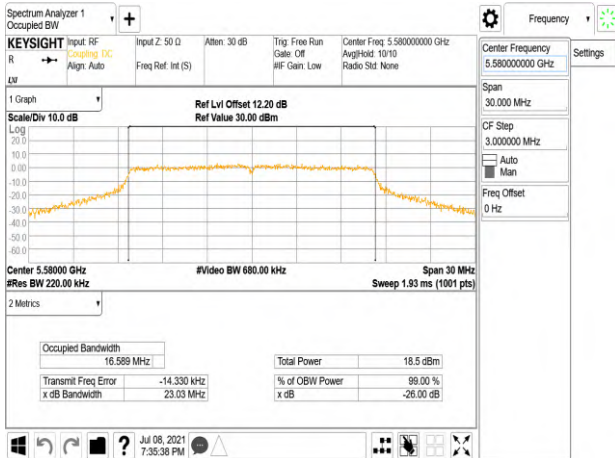 Spectrum Analyzer 1
Occupied BW
Frequency
Settings
KEYSIGHT
R
LXI
Input: RF
Coupling: DC
Align: Auto
Input Z: 50 Ω
Freq Ref: Int (S)
Atten: 30 dB
Trig: Free Run
Gate: Off
#IF Gain: Low
Center Freq: 5.580000000 GHz
Avg|Hold: 10/10
Radio Std: None
Center Frequency
5.580000000 GHz
Span
30.000 MHz
CF Step
3.000000 MHz
Auto
Man
Freq Offset
0 Hz
1 Graph
Scale/Div 10.0 dB
Ref Lvl Offset 12.20 dB
Ref Value 30.00 dBm
Log
20.0
10.0
0.00
-10.0
-20.0
-30.0
-40.0
-50.0
-60.0
Center 5.58000 GHz
#Res BW 220.00 kHz
#Video BW 680.00 kHz
Span 30 MHz
Sweep 1.93 ms (1001 pts)
2 Metrics
Occupied Bandwidth
16.589 MHz
Total Power 18.5 dBm
Transmit Freq Error -14.330 kHz
% of OBW Power 99.00 %
x dB Bandwidth 23.03 MHz
x dB -26.00 dB
?
Jul 08, 2021
7:35:38 PM